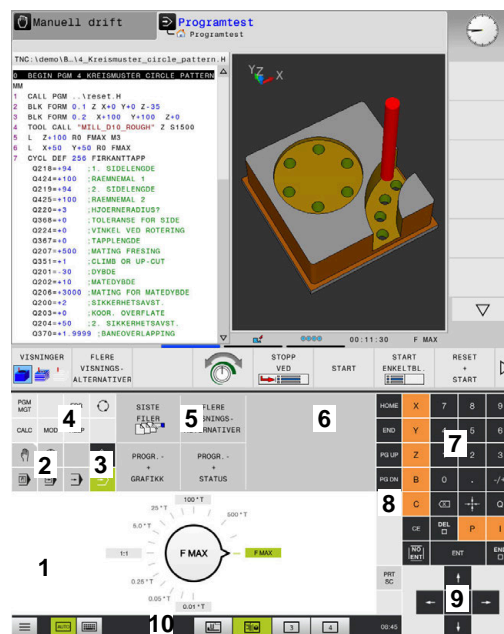 Manuell drift
Programtest
Programtest
TNC:\demo\B...\4_Kreismuster_circle_pattern.H
0 BEGIN PGM 4 KREISMUSTER CIRCLE PATTERN
MM
1 CALL PGM ..\reset.H
2 BLK FORM 0.1 Z X+0 Y+0 Z-35
3 BLK FORM 0.2 X+100 Y+100 Z+0
4 TOOL CALL "MILL_D10_ROUGH" Z S1500
5 L Z+100 R0 FMAX M3
6 L X+50 Y+50 R0 FMAX
7 CYCL DEF 256 FIRKANTTAPP
Q218=+94 ;1. SIDELENGDE
Q424=+100 ;RAEMNEMAL 1
Q219=+94 ;2. SIDELENGDE
Q425=+100 ;RAEMNEMAL 2
Q220=+3 ;HJOERNERADIUS?
Q368=+0 ;TOLERANSE FOR SIDE
Q224=+0 ;VINKEL VED ROTERING
Q367=+0 ;TAPPLENGDE
Q207=+500 ;MATING FRESING
Q351=+1 ;CLIMB OR UP-CUT
Q201=-30 ;DYBDE
Q202=+10 ;MATEDYBDE
Q206=+3000 ;MATING FOR MATEDYBDE
Q200=+2 ;SIKKERHETSAVST.
Q203=+0 ;KOOR. OVERFLATE
Q204=+50 ;2. SIKKERHETSAVST.
Q370=+1.9999 ;BANEOVERLAPPING
Z
Y
X
00:11:30 F MAX
VISNINGER
FLERE
VISNINGS-
ALTERNATIVER
STOPP
VED
START
START
ENKELTBL.
RESET
+
START
PGM
MGT
CALC
MOD
1
2
3
4
5
6
7
8
9
10
SISTE
FILER
FLERE
PROGR.-
+
GRAFIKK
PROGR.-
+
STATUS
HOME
X
7
8
9
END
Y
5
6
PG UP
Z
2
3
PG DN
B
0
.
-/+
C
Q
CE
DEL
P
I
NO
ENT
ENT
END
PRT
SC
100 °T
25 °T
500 °T
5.0 °T
1:1
F MAX
F MAX
0.25 °T
0.05 °T
0.01 °T
AUTO
3
4
00:45